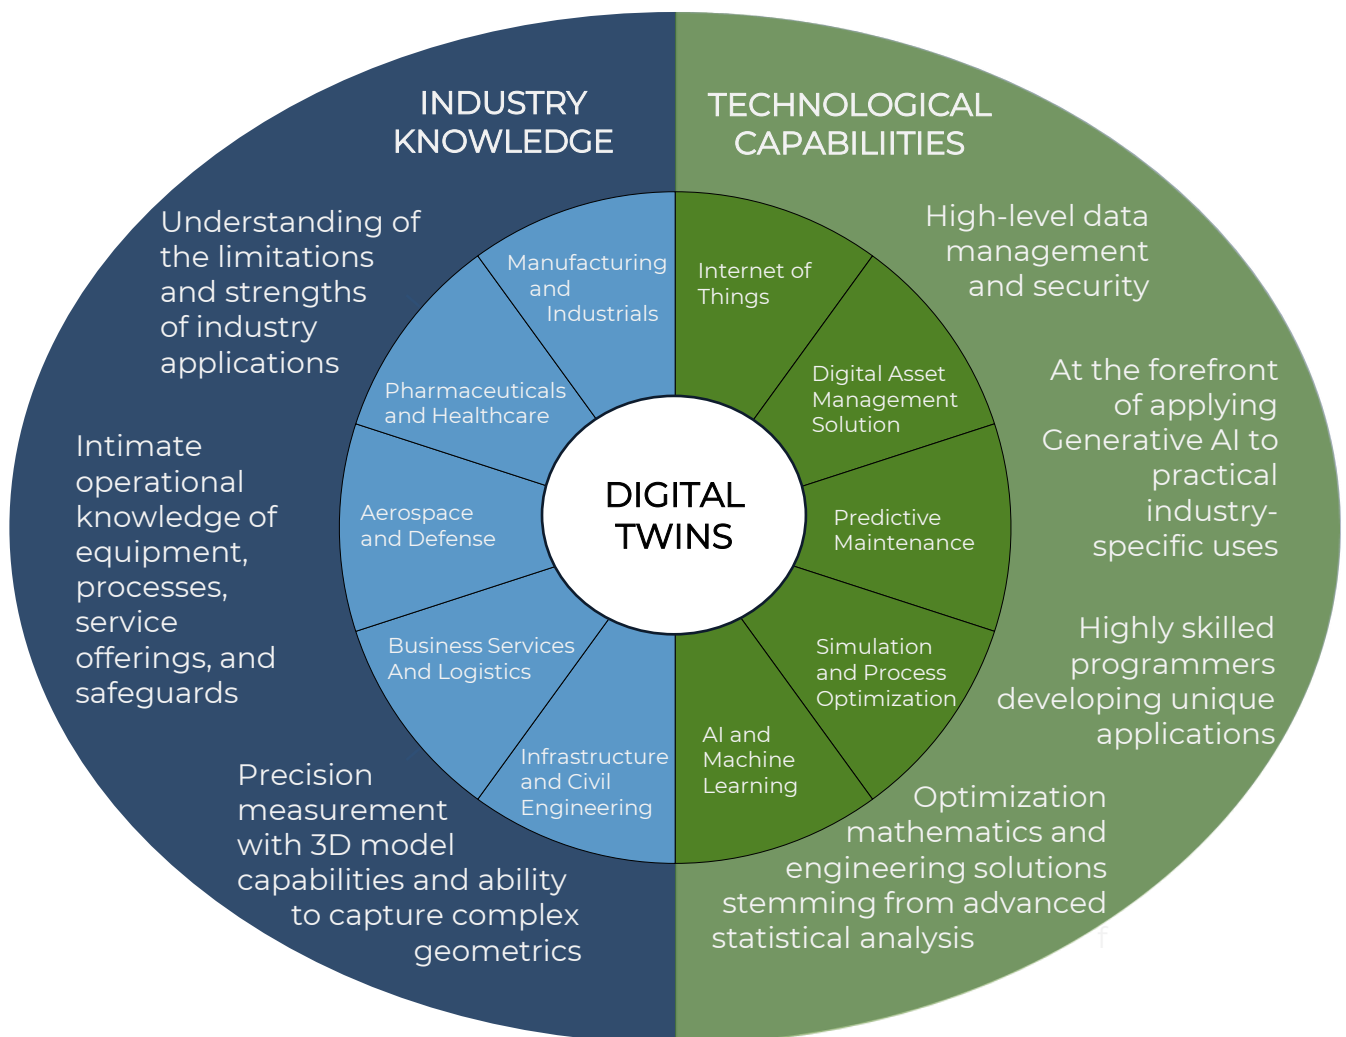 INDUSTRY
KNOWLEDGE
Understanding of
the limitations
and strengths
of industry
applications
Intimate
operational
knowledge of
equipment,
processes,
service
offerings, and
safeguards
Precision
measurement
with 3D model
capabilities and ability
to capture complex
geometrics
Manufacturing
and
Industrials
Pharmaceuticals
and Healthcare
Aerospace
and Defense
Business Services
And Logistics
Infrastructure
and Civil
Engineering
DIGITAL
TWINS
TECHNOLOGICAL
CAPABILIITIES
Internet of
Things
Digital Asset
Management
Solution
Predictive
Maintenance
Simulation
and Process
Optimization
AI and
Machine
Learning
High-level data
management
and security
At the forefront
of applying
Generative AI to
practical
industry-
specific uses
Highly skilled
programmers
developing unique
applications
Optimization
mathematics and
engineering solutions
stemming from advanced
statistical analysis
f